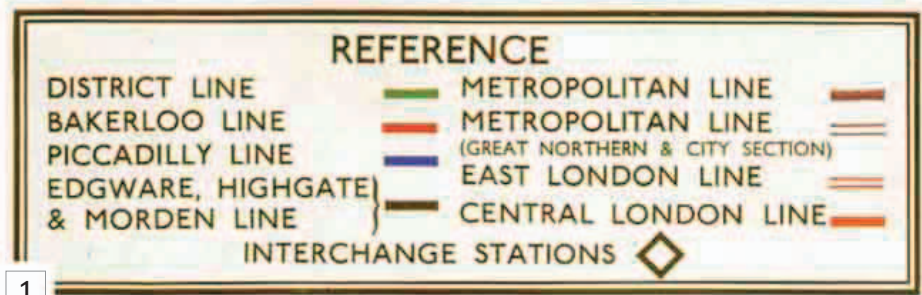 REFERENCE
DISTRICT LINE
BAKERLOO LINE
PICCADILLY LINE
EDGWARE, HIGHGATE
& MORDEN LINE
METROPOLITAN LINE
METROPOLITAN LINE
(GREAT NORTHERN & CITY SECTION)
EAST LONDON LINE
CENTRAL LONDON LINE
INTERCHANGE STATIONS
1